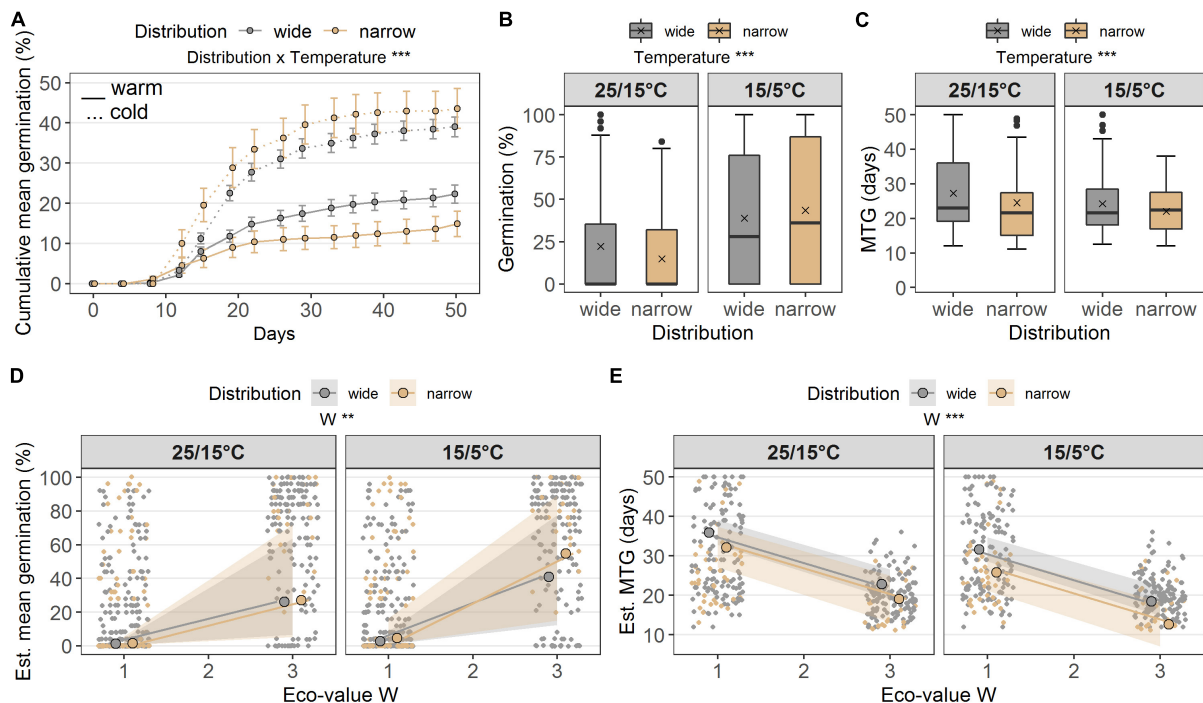 A
Distribution wide narrow
Distribution x Temperature ***
Cumulative mean germination (%)
warm
cold
50
40
30
20
10
0
0 10 20 30 40 50
Days
B
wide narrow
Temperature ***
25/15°C 15/5°C
Germination (%)
100
75
50
25
0
wide narrow wide narrow
Distribution
C
wide narrow
Temperature ***
25/15°C 15/5°C
MTG (days)
50
40
30
20
10
0
wide narrow wide narrow
Distribution
D
Distribution wide narrow
W **
25/15°C 15/5°C
Est. mean germination (%)
100
80
60
40
20
0
1 2 3 1 2 3
Eco-value W
E
Distribution wide narrow
W ***
25/15°C 15/5°C
Est. MTG (days)
50
40
30
20
10
1 2 3 1 2 3
Eco-value W